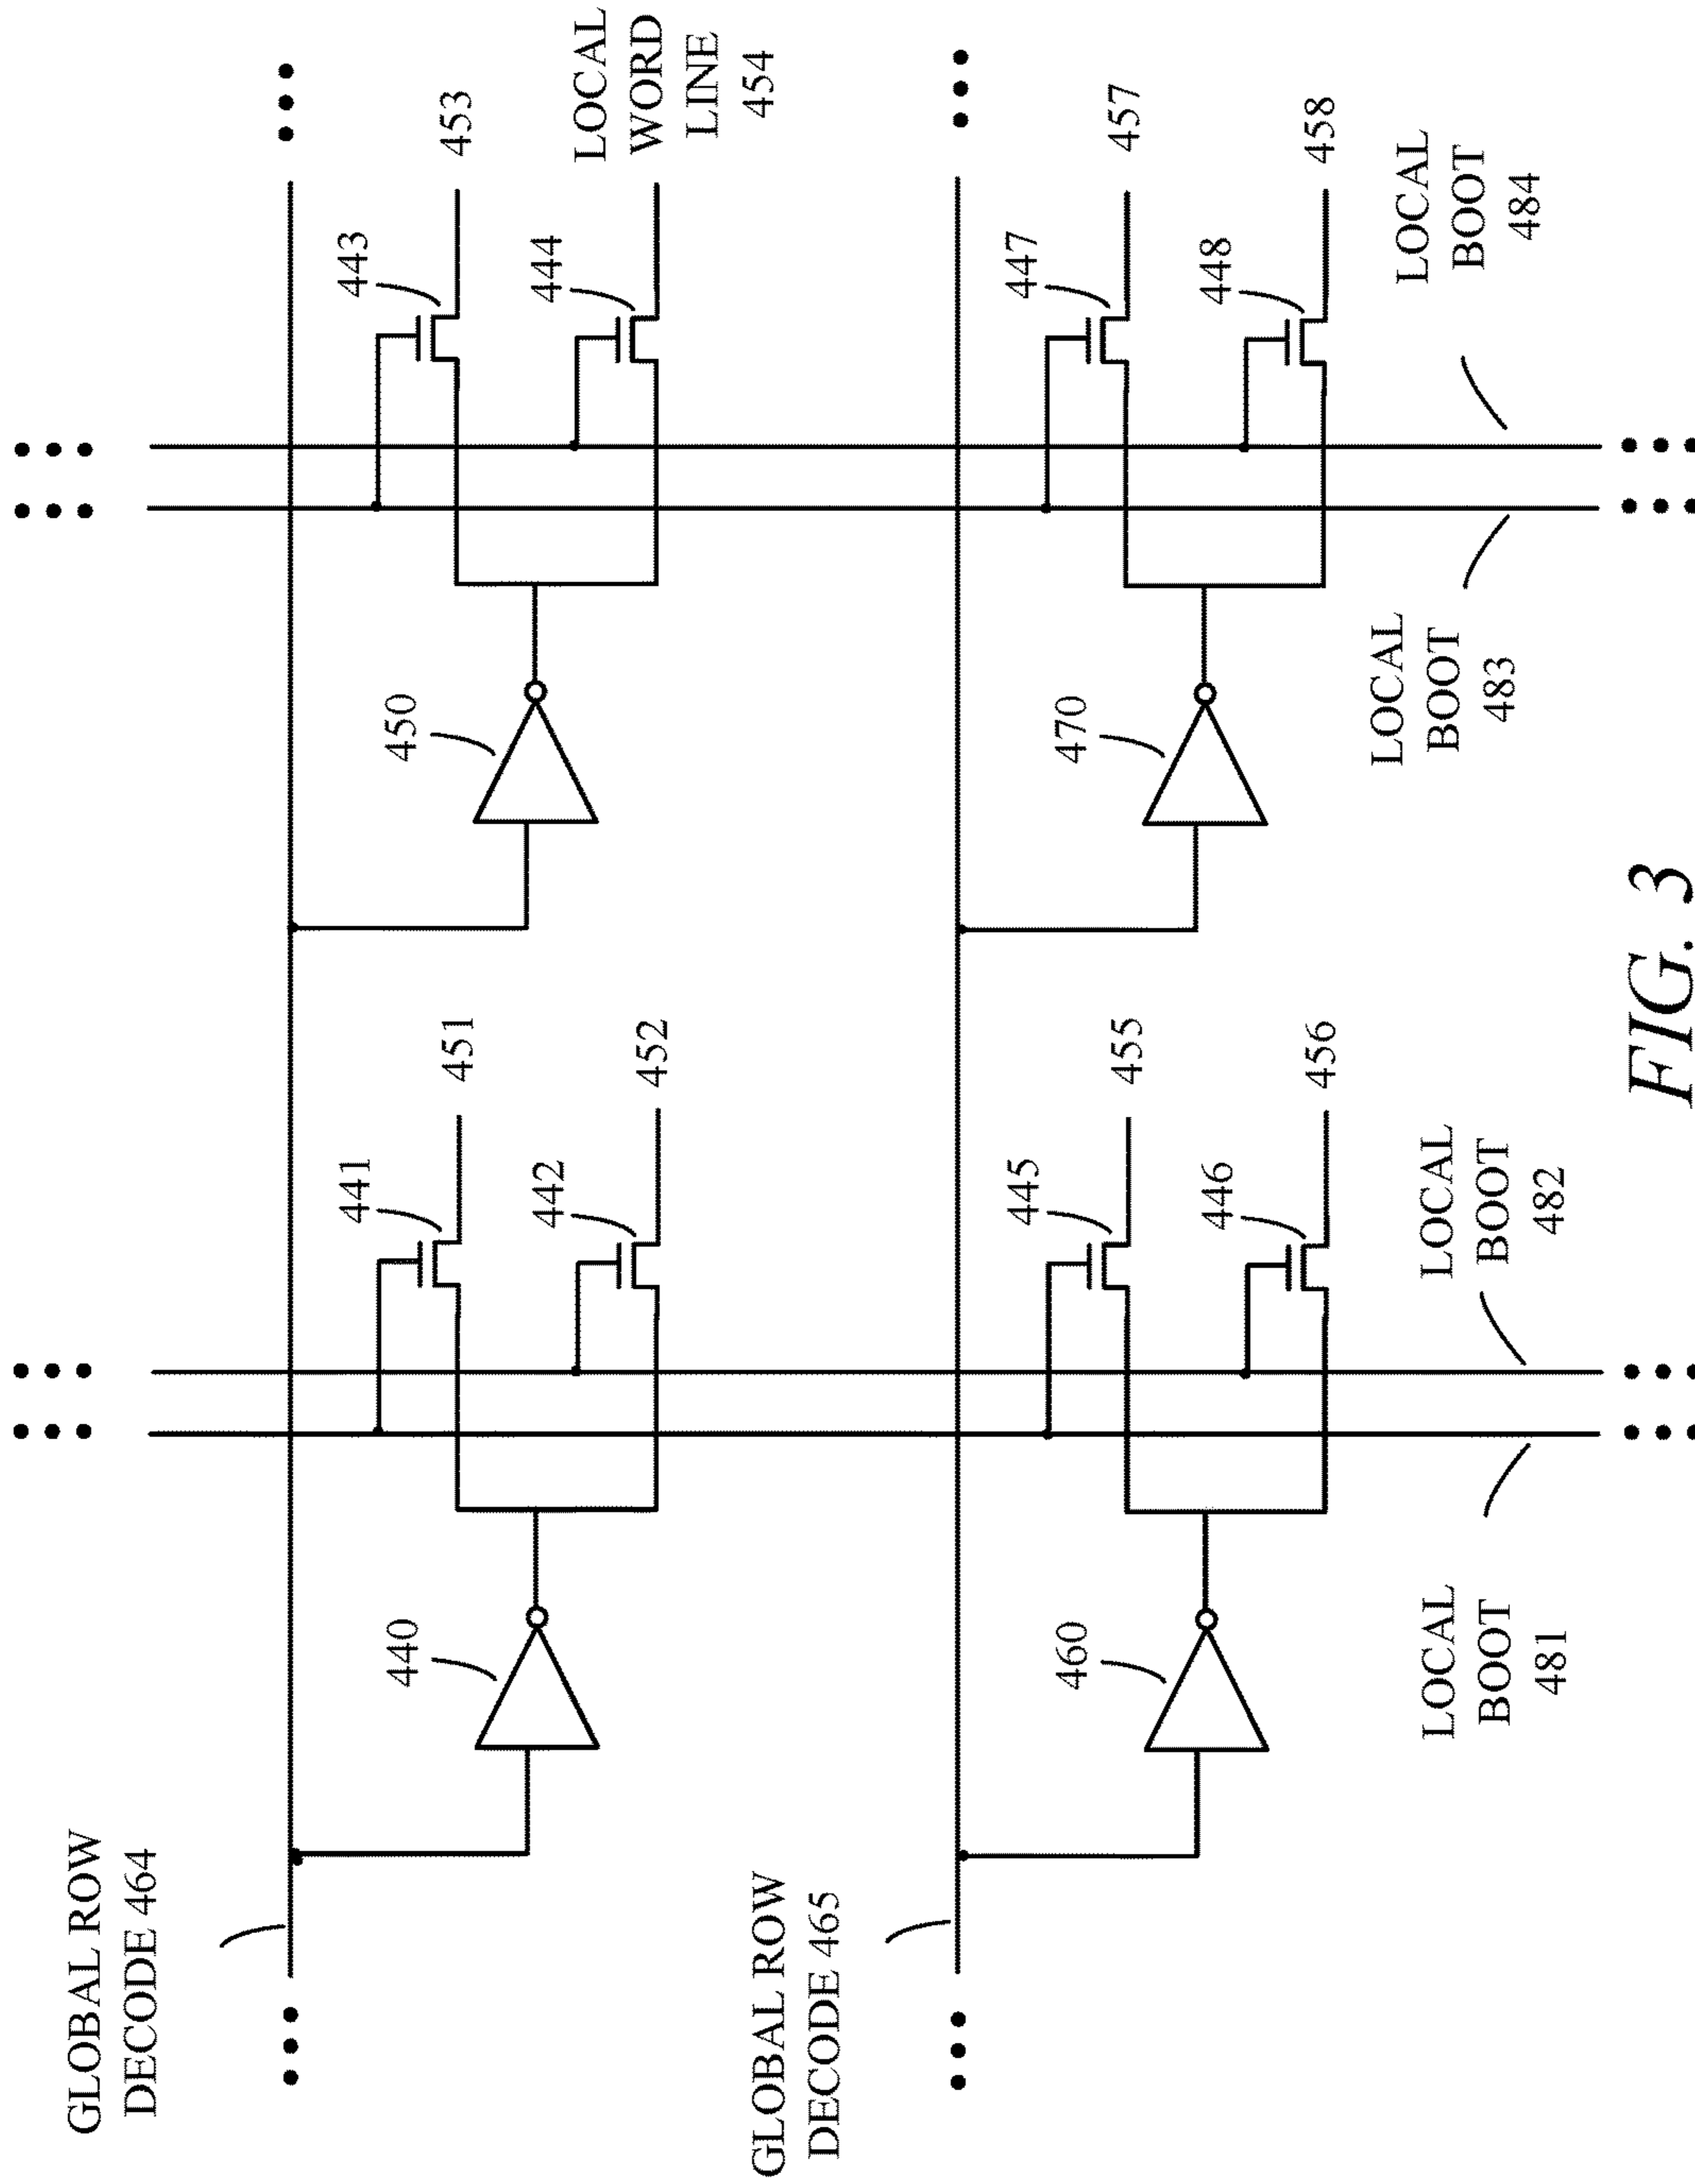 GLOBAL ROW
DECODE 464
440
441
451
442
452
450
443
453
444
LOCAL
WORD
LINE
454
GLOBAL ROW
DECODE 465
460
445
455
446
456
470
447
457
448
458
LOCAL
BOOT
481
LOCAL
BOOT
482
LOCAL
BOOT
483
LOCAL
BOOT
484
FIG. 3